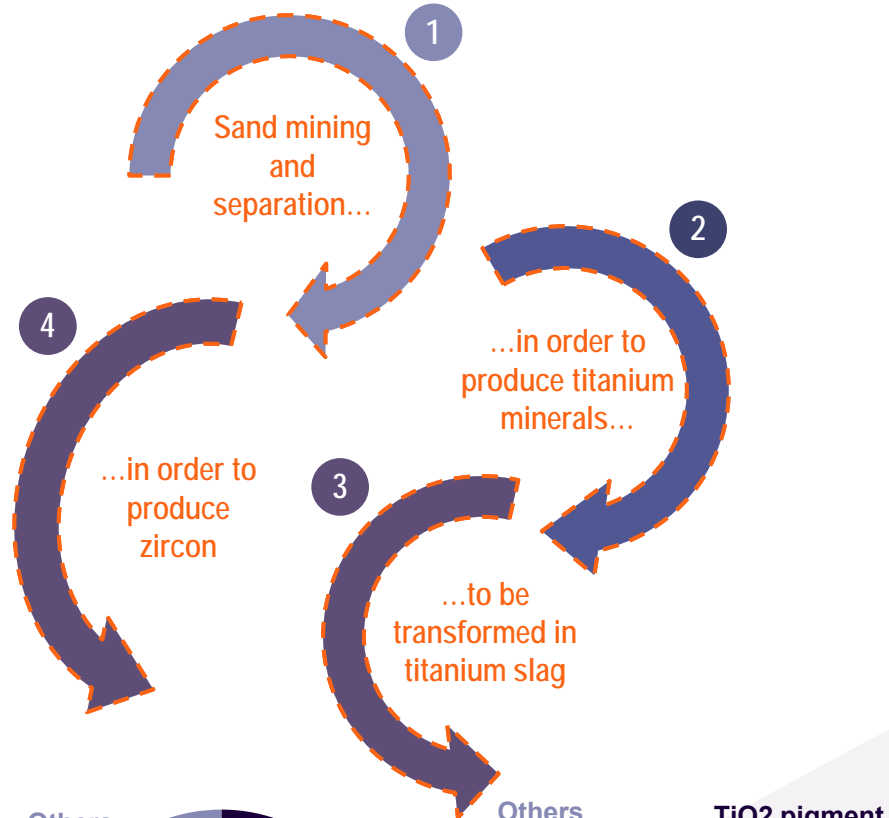 1
Sand mining
and
separation…
2
…in order to
produce titanium
minerals…
4
…in order to
produce
zircon
3
…to be
transformed in
titanium slag
Others
Others
TiO2 pigment